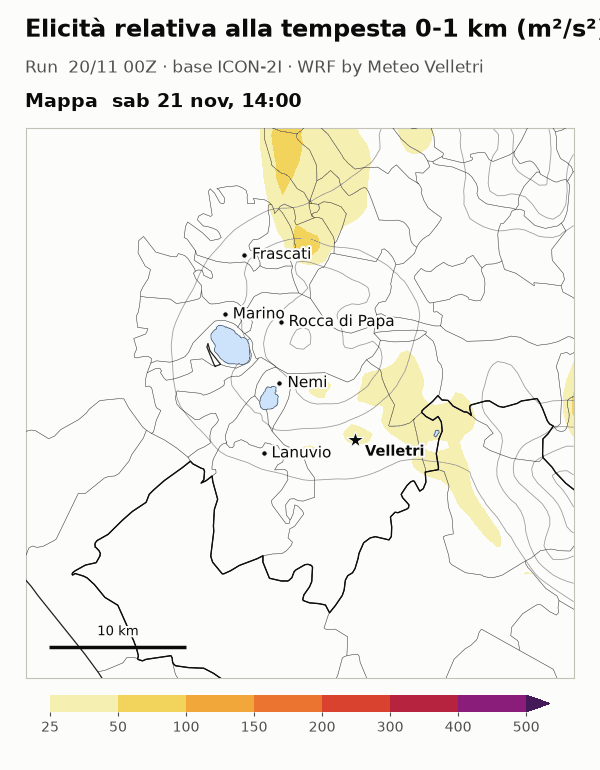 Elicità relativa alla tempesta 0-1 km (m²/s²)
Run  20/11 00Z · base ICON-2I · WRF by Meteo Velletri
Mappa  sab 21 nov, 14:00
Frascati
Marino
Rocca di Papa
Nemi
Lanuvio
Velletri
10 km
25 50 100 150 200 300 400 500